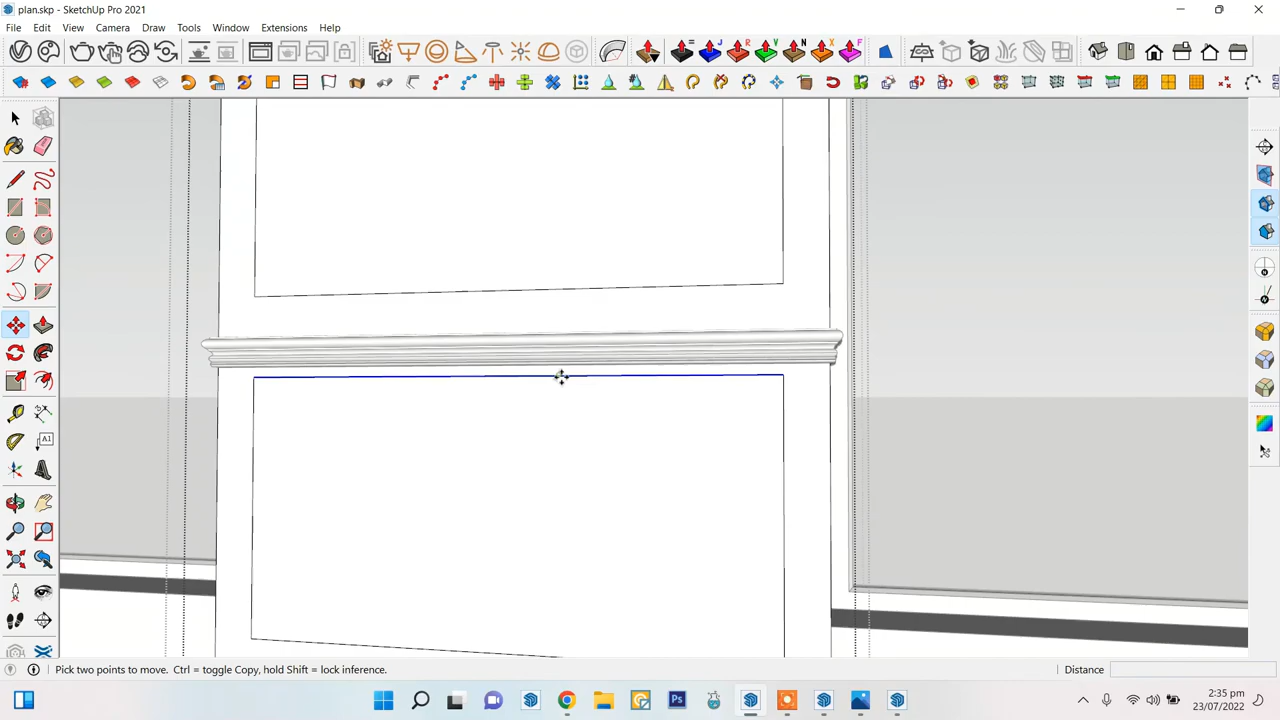 plan.skp - SketchUp Pro 2021
File Edit View Camera Draw Tools Window Extensions Help
Pick two points to move. Ctrl = toggle Copy, hold Shift = lock inference.
Distance
2:35 pm
23/07/2022